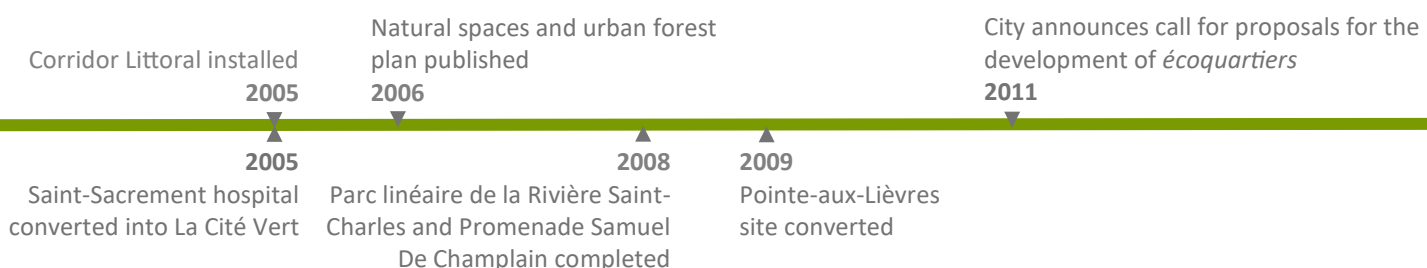 Corridor Littoral installed
2005
Natural spaces and urban forest
plan published
2006
City announces call for proposals for the
development of écoquartiers
2011
2005
Saint-Sacrement hospital
converted into La Cité Vert
2008
Parc linéaire de la Rivière Saint-
Charles and Promenade Samuel
De Champlain completed
2009
Pointe-aux-Lièvres
site converted